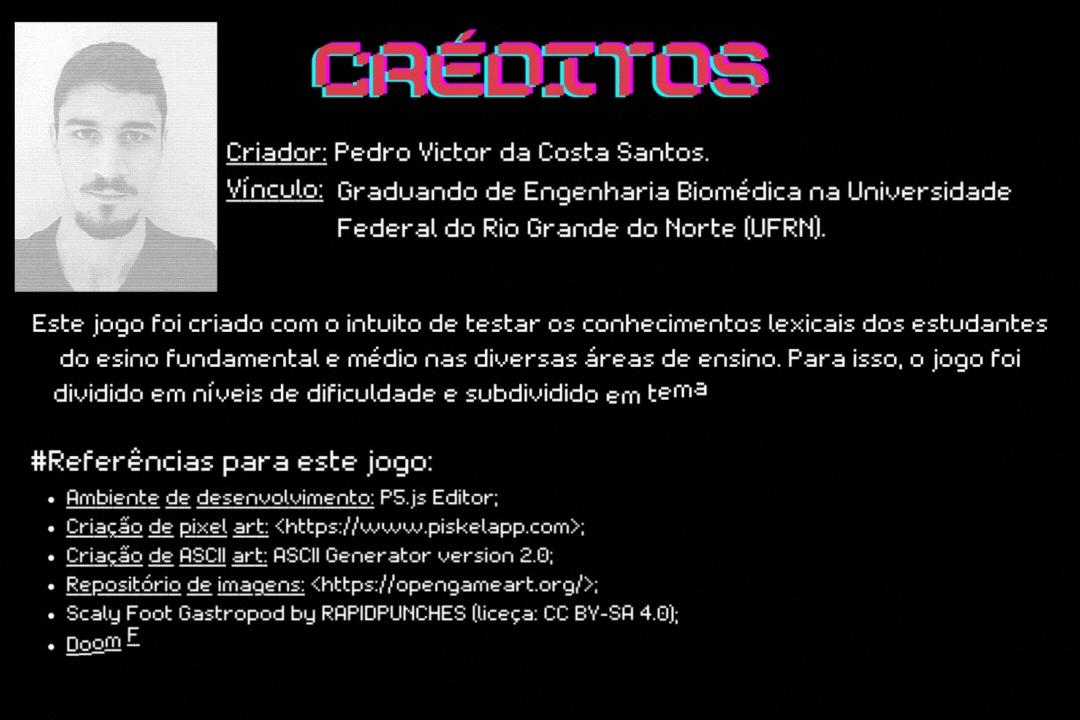 CRÉDITOS
Criador: Pedro Victor da Costa Santos.
Vínculo: Graduando de Engenharia Biomédica na Universidade
Federal do Rio Grande do Norte (UFRN).
Este jogo foi criado com o intuito de testar os conhecimentos lexicais dos estudantes
do esino fundamental e médio nas diversas áreas de ensino. Para isso, o jogo foi
dividido em níveis de dificuldade e subdividido em tema
#Referências para este jogo:
• Ambiente de desenvolvimento: P5.js Editor;
• Criação de pixel art: <https://www.piskelapp.com>;
• Criação de ASCII art: ASCII Generator version 2.0;
• Repositório de imagens: <https://opengameart.org/>;
• Scaly Foot Gastropod by RAPIDPUNCHES (liceça: CC BY-SA 4.0);
• Doom F